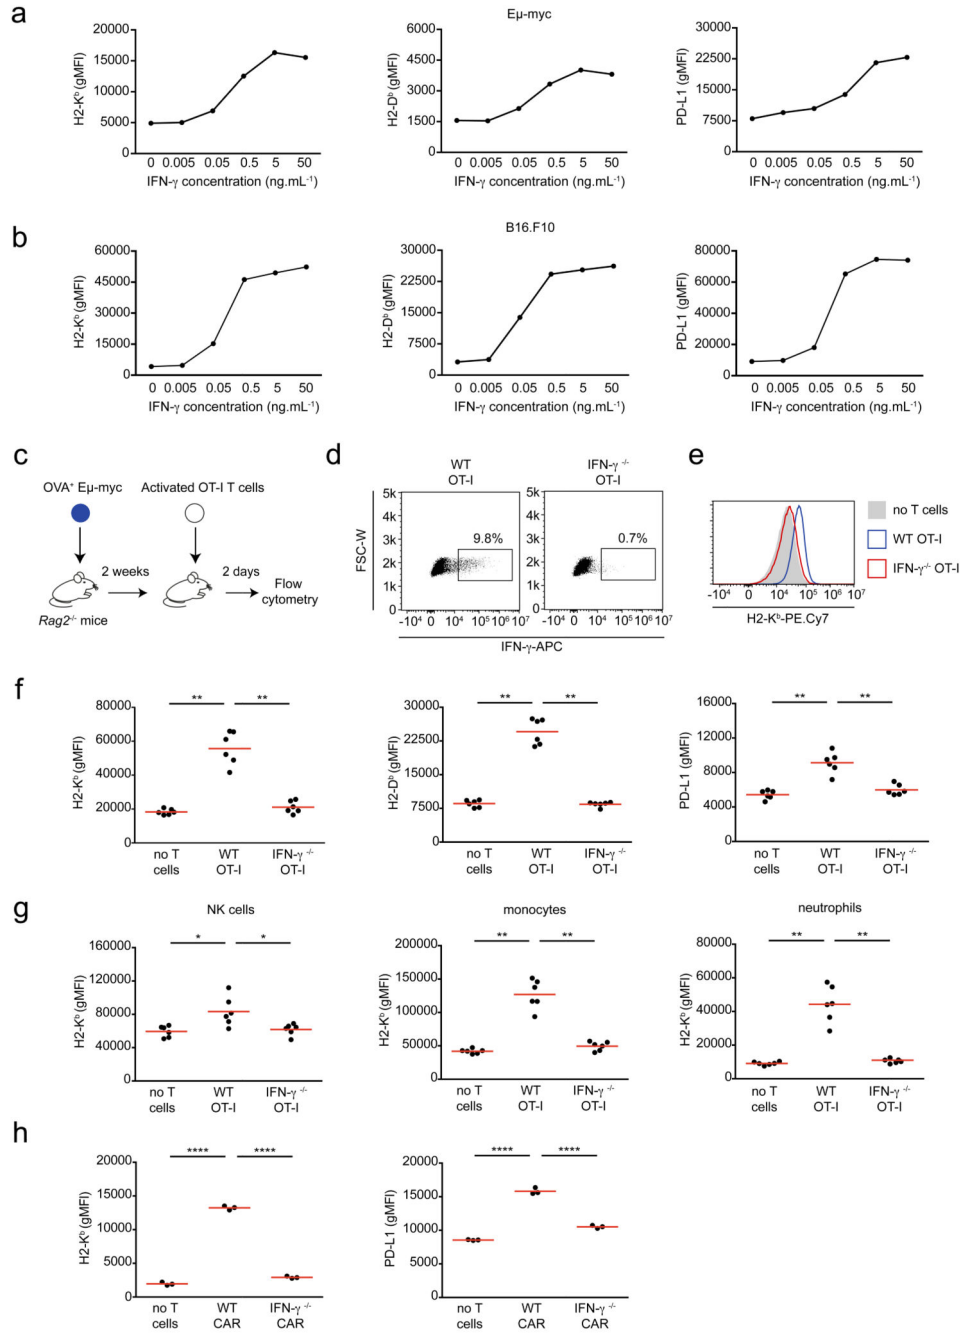 a
Eμ-myc
H2-Kᵇ (gMFI)
20000
15000
10000
5000
0
0 0.005 0.05 0.5 5 50
IFN-γ concentration (ng.mL⁻¹)
H2-Dᵇ (gMFI)
6000
4500
3000
1500
0
0 0.005 0.05 0.5 5 50
IFN-γ concentration (ng.mL⁻¹)
PD-L1 (gMFI)
30000
22500
15000
7500
0
0 0.005 0.05 0.5 5 50
IFN-γ concentration (ng.mL⁻¹)
b
B16.F10
H2-Kᵇ (gMFI)
60000
45000
30000
15000
0
0 0.005 0.05 0.5 5 50
IFN-γ concentration (ng.mL⁻¹)
H2-Dᵇ (gMFI)
30000
22500
15000
7500
0
0 0.005 0.05 0.5 5 50
IFN-γ concentration (ng.mL⁻¹)
PD-L1 (gMFI)
80000
60000
40000
20000
0
0 0.005 0.05 0.5 5 50
IFN-γ concentration (ng.mL⁻¹)
c
OVA⁺ Eμ-myc
Activated OT-I T cells
2 weeks
2 days
Flow
cytometry
Rag2⁻/⁻ mice
d
WT
OT-I
IFN-γ ⁻/⁻
OT-I
FSC-W
5k
4k
3k
2k
1k
0
9.8%
-10⁴ 0 10⁴ 10⁵ 10⁶ 10⁷
5k
4k
3k
2k
1k
0
0.7%
-10⁴ 0 10⁴ 10⁵ 10⁶ 10⁷
IFN-γ-APC
e
-10⁴ 0 10⁴ 10⁵ 10⁶ 10⁷
H2-Kᵇ-PE.Cy7
no T cells
WT OT-I
IFN-γ⁻/⁻ OT-I
f
H2-Kᵇ (gMFI)
80000
60000
40000
20000
0
** **
no T
cells
WT
OT-I
IFN-γ ⁻/⁻
OT-I
H2-Dᵇ (gMFI)
30000
22500
15000
7500
0
** **
no T
cells
WT
OT-I
IFN-γ ⁻/⁻
OT-I
PD-L1 (gMFI)
16000
12000
8000
4000
0
** **
no T
cells
WT
OT-I
IFN-γ ⁻/⁻
OT-I
g
NK cells
H2-Kᵇ (gMFI)
160000
120000
80000
40000
0
* *
no T
cells
WT
OT-I
IFN-γ ⁻/⁻
OT-I
monocytes
H2-Kᵇ (gMFI)
200000
150000
100000
50000
0
** **
no T
cells
WT
OT-I
IFN-γ ⁻/⁻
OT-I
neutrophils
H2-Kᵇ (gMFI)
80000
60000
40000
20000
0
** **
no T
cells
WT
OT-I
IFN-γ ⁻/⁻
OT-I
h
H2-Kᵇ (gMFI)
20000
15000
10000
5000
0
**** ****
no T
cells
WT
CAR
IFN-γ ⁻/⁻
CAR
PD-L1 (gMFI)
20000
15000
10000
5000
0
**** ****
no T
cells
WT
CAR
IFN-γ ⁻/⁻
CAR